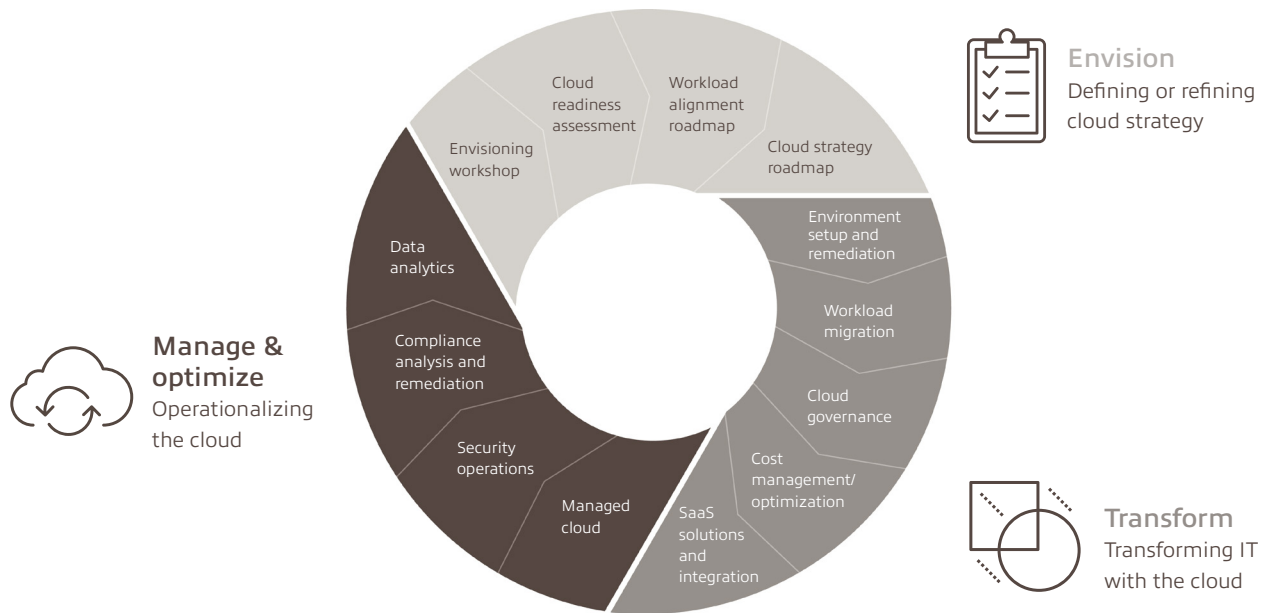 Envisioning
workshop
Cloud
readiness
assessment
Workload
alignment
roadmap
Cloud strategy
roadmap
Envision
Defining or refining
cloud strategy
Environment
setup and
remediation
Workload
migration
Cloud
governance
Cost
management/
optimization
SaaS
solutions
and
integration
Transform
Transforming IT
with the cloud
Managed
cloud
Security
operations
Compliance
analysis and
remediation
Data
analytics
Manage &
optimize
Operationalizing
the cloud